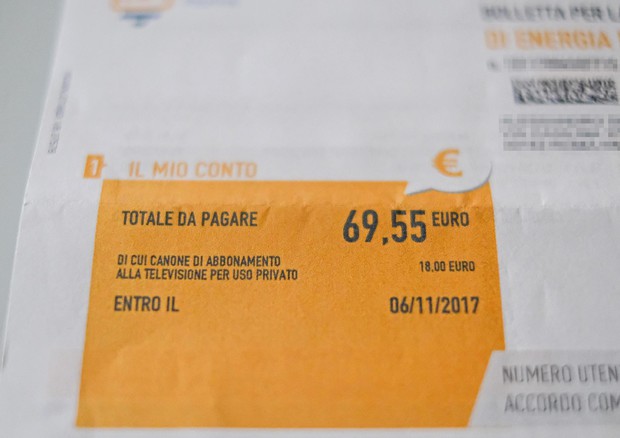 BOLLETTA PER LA
DI ENERGIA
1 IL MIO CONTO €
TOTALE DA PAGARE 69,55 EURO
DI CUI CANONE DI ABBONAMENTO
ALLA TELEVISIONE PER USO PRIVATO 18,00 EURO
ENTRO IL 06/11/2017
NUMERO UTEN
ACCORDO COM